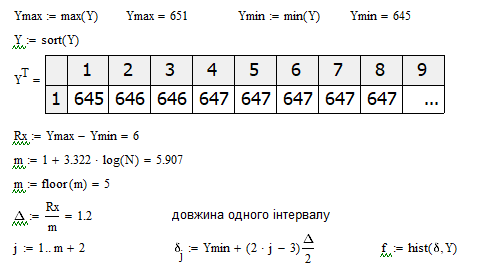 Ymax := max(Y) Ymax = 651 Ymin := min(Y) Ymin = 645
Y := sort(Y)
Y^T =
1 2 3 4 5 6 7 8 9
1 645 646 646 647 647 647 647 647 ...
Rx := Ymax − Ymin = 6
m := 1 + 3.322 · log(N) = 5.907
m := floor(m) = 5
Δ := Rx/m = 1.2 довжина одного інтервалу
j := 1 .. m + 2 δ_j := Ymin + (2 · j − 3) Δ/2 f := hist(δ, Y)